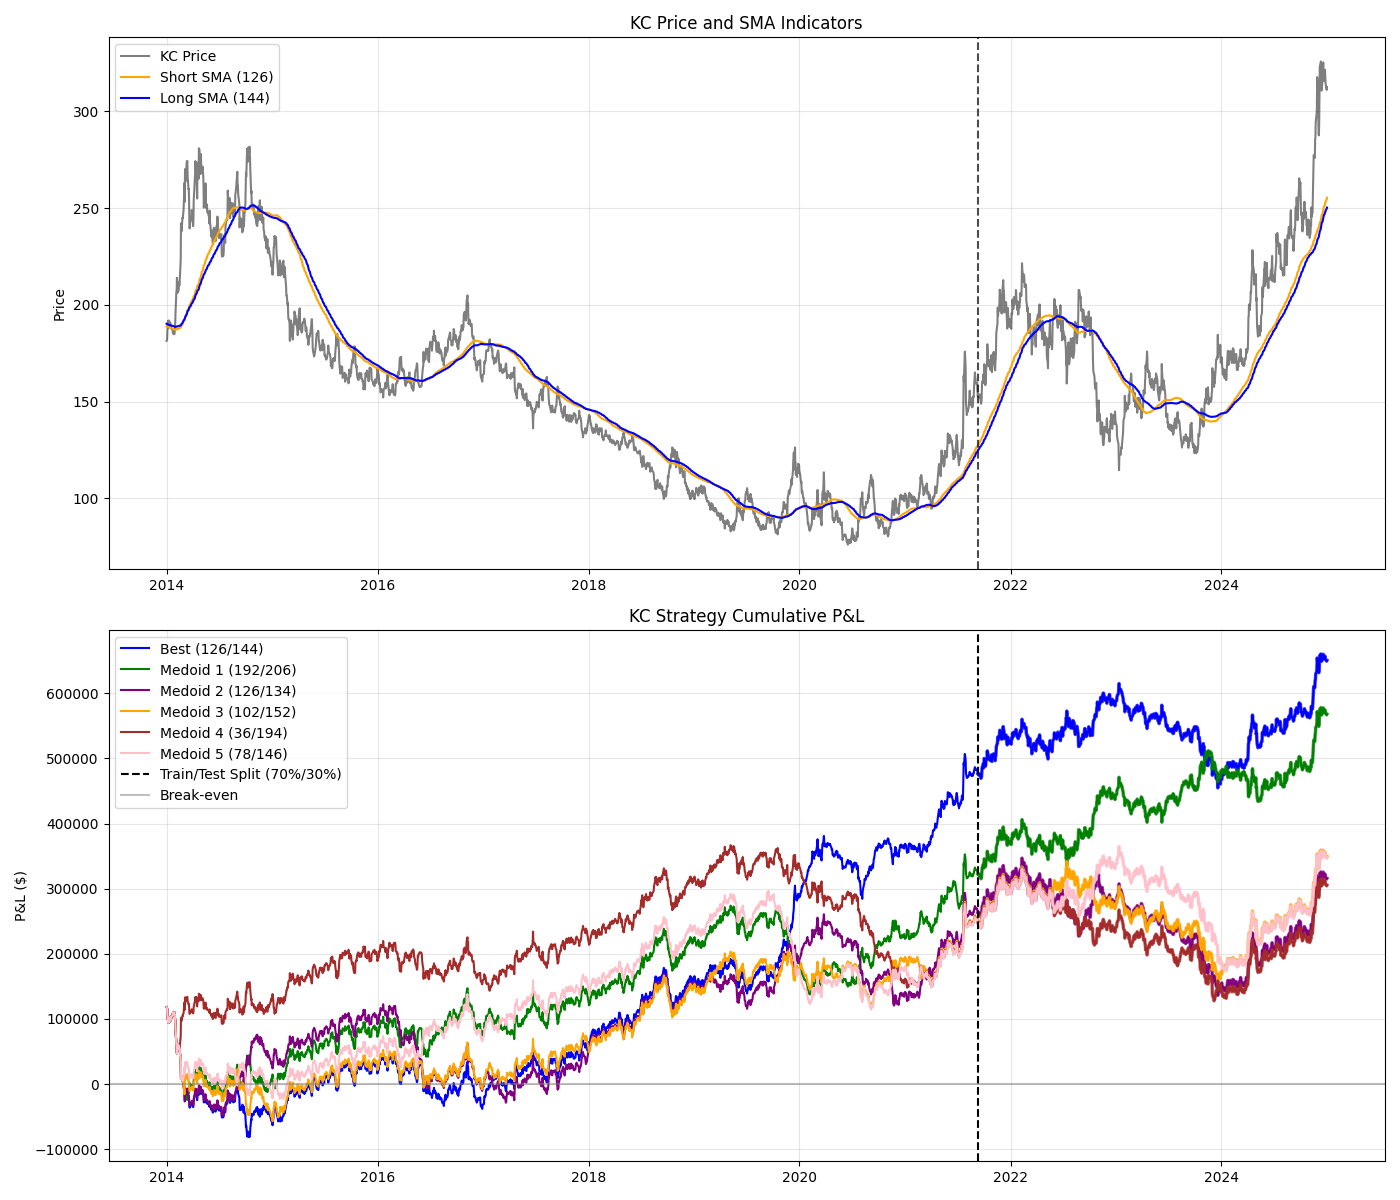 KC Price and SMA Indicators
KC Price
Short SMA (126)
Long SMA (144)
Price
300
250
200
150
100
2014
2016
2018
2020
2022
2024
KC Strategy Cumulative P&L
Best (126/144)
Medoid 1 (192/206)
Medoid 2 (126/134)
Medoid 3 (102/152)
Medoid 4 (36/194)
Medoid 5 (78/146)
Train/Test Split (70%/30%)
Break-even
P&L ($)
600000
500000
400000
300000
200000
100000
0
−100000
2014
2016
2018
2020
2022
2024